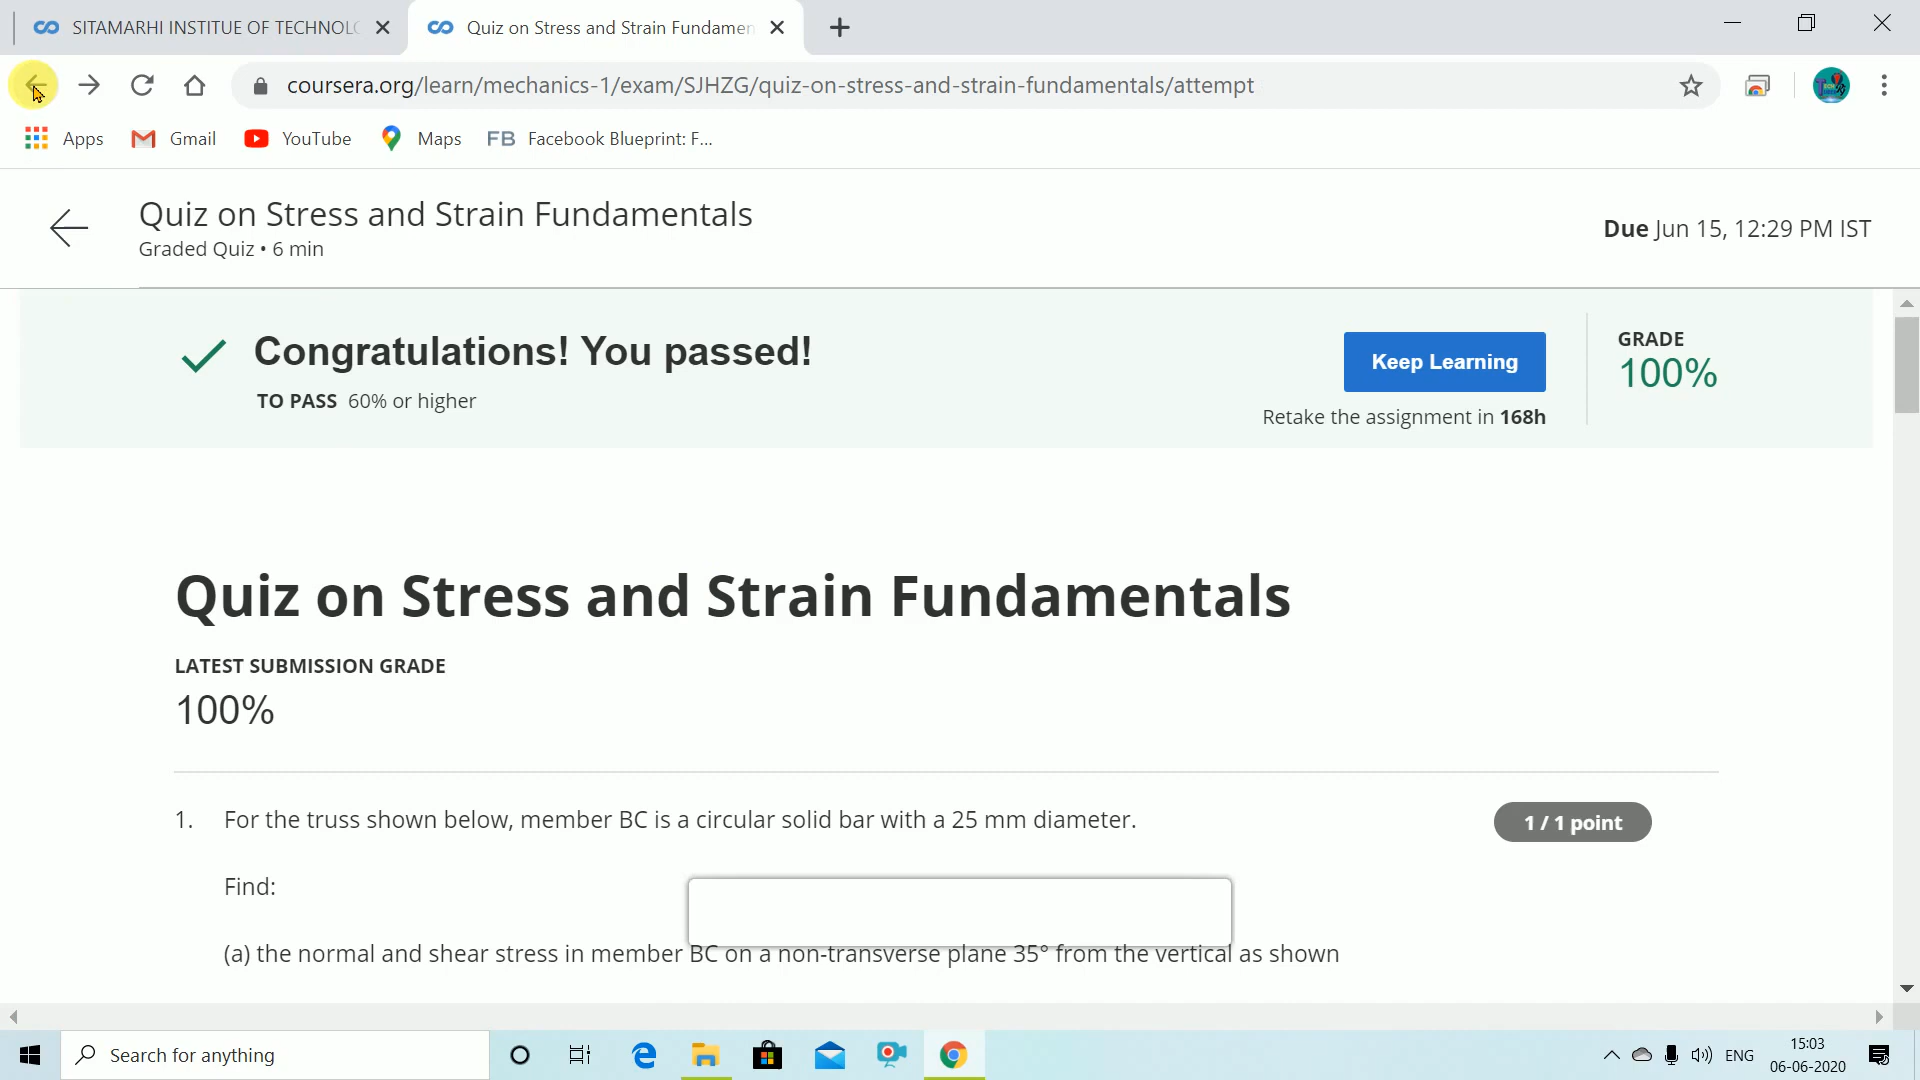 SITAMARHI INSTITUE OF TECHNOLO
Quiz on Stress and Strain Fundamen
coursera.org/learn/mechanics-1/exam/SJHZG/quiz-on-stress-and-strain-fundamentals/attempt
Apps
Gmail
YouTube
Maps
FB Facebook Blueprint: F...
Quiz on Stress and Strain Fundamentals
Graded Quiz • 6 min
Due Jun 15, 12:29 PM IST
Congratulations! You passed!
TO PASS 60% or higher
Keep Learning
Retake the assignment in 168h
GRADE
100%
Quiz on Stress and Strain Fundamentals
LATEST SUBMISSION GRADE
100%
1. For the truss shown below, member BC is a circular solid bar with a 25 mm diameter.
1 / 1 point
Find:
(a) the normal and shear stress in member BC on a non-transverse plane 35° from the vertical as shown
Search for anything
ENG
15:03
06-06-2020